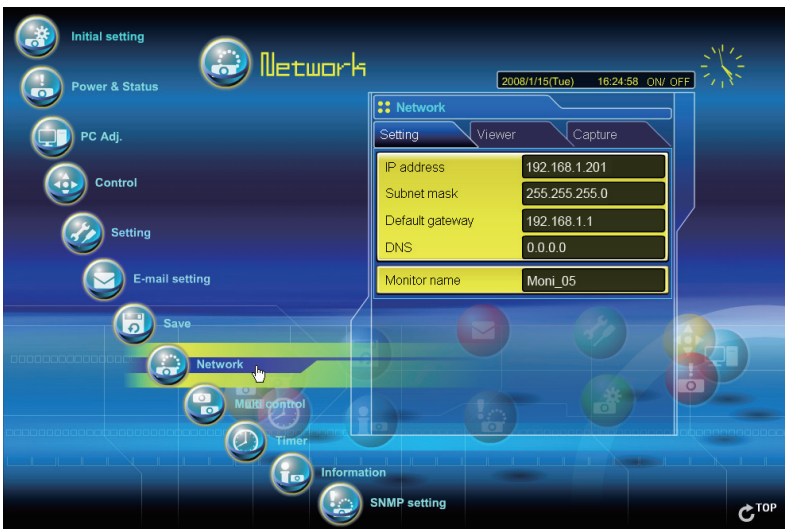 Initial setting
Power & Status
PC Adj.
Control
Setting
E-mail setting
Save
Network
Multi control
Timer
Information
SNMP setting
Network
2008/1/15(Tue) 16:24:58 ON/ OFF
Network
Setting Viewer Capture
IP address 192.168.1.201
Subnet mask 255.255.255.0
Default gateway 192.168.1.1
DNS 0.0.0.0
Monitor name Moni_05
TOP